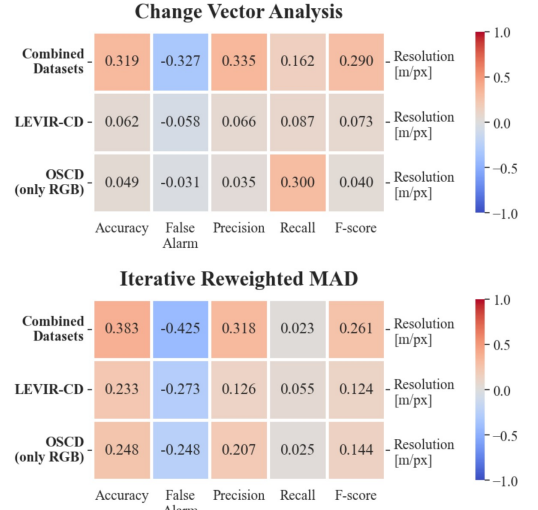 Change Vector Analysis
Combined
Datasets
0.319 -0.327 0.335 0.162 0.290
Resolution
[m/px]
LEVIR-CD
0.062 -0.058 0.066 0.087 0.073
Resolution
[m/px]
OSCD
(only RGB)
0.049 -0.031 0.035 0.300 0.040
Resolution
[m/px]
Accuracy False Precision Recall F-score
Alarm
1.0
0.5
0.0
−0.5
−1.0
Iterative Reweighted MAD
Combined
Datasets
0.383 -0.425 0.318 0.023 0.261
Resolution
[m/px]
LEVIR-CD
0.233 -0.273 0.126 0.055 0.124
Resolution
[m/px]
OSCD
(only RGB)
0.248 -0.248 0.207 0.025 0.144
Resolution
[m/px]
Accuracy False Precision Recall F-score
Alarm
1.0
0.5
0.0
−0.5
−1.0